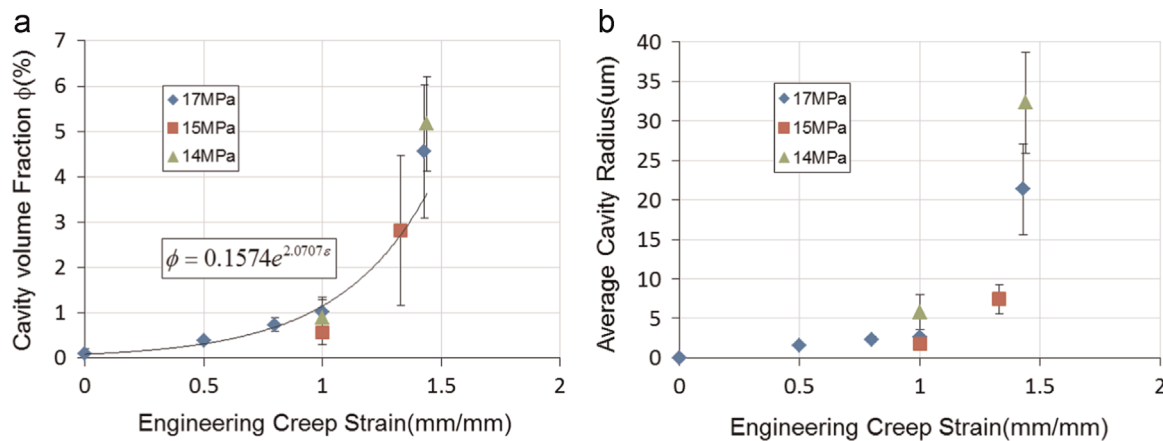 a
7
6
5
4
3
2
1
0
Cavity volume Fraction ϕ(%)
17MPa
15MPa
14MPa
ϕ = 0.1574e^{2.0707ε}
0 0.5 1 1.5 2
Engineering Creep Strain(mm/mm)
b
40
35
30
25
20
15
10
5
0
Average Cavity Radius(um)
17MPa
15MPa
14MPa
0 0.5 1 1.5 2
Engineering Creep Strain(mm/mm)